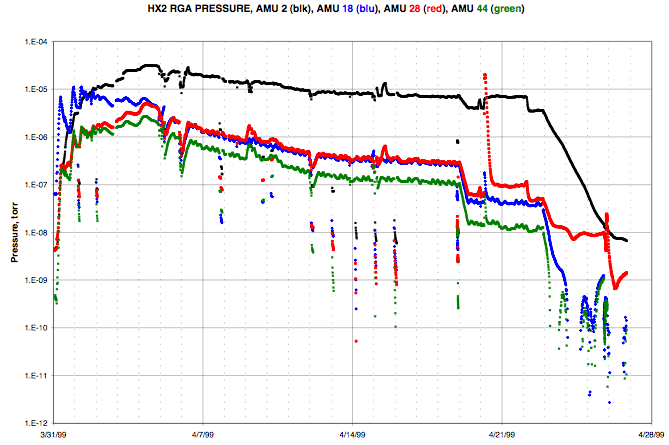 HX2 RGA PRESSURE, AMU 2 (blk), AMU 18 (blu), AMU 28 (red), AMU 44 (green)
1.E-04
1.E-05
1.E-06
1.E-07
1.E-08
1.E-09
1.E-10
1.E-11
1.E-12
Pressure, torr
3/31/99 4/7/99 4/14/99 4/21/99 4/28/99